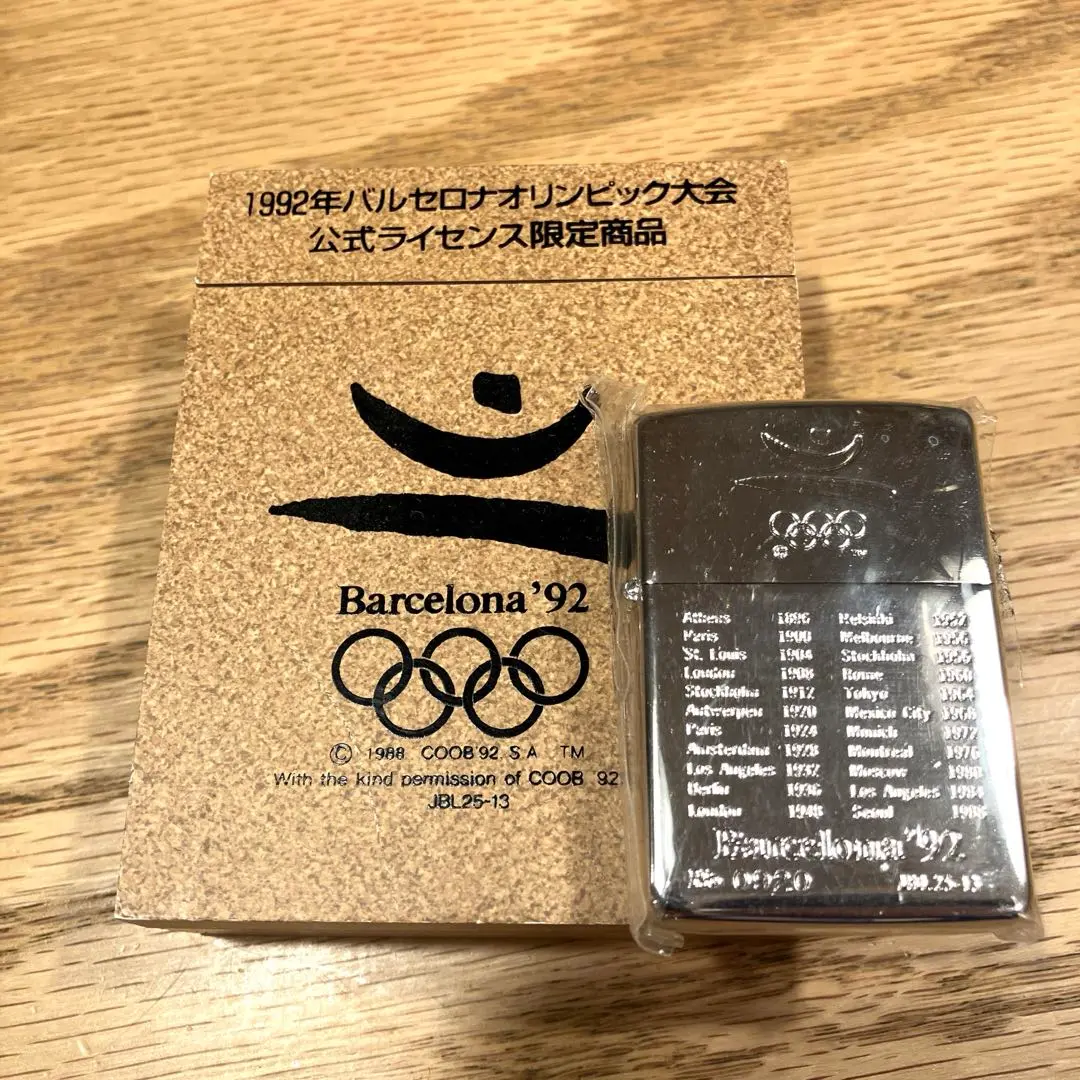 1992年バルセロナオリンピック大会
公式ライセンス限定商品
Barcelona '92
© 1988 COOB'92, S.A. TM
With the kind permission of COOB '92
JBL25-13
Athens 1896 Helsinki 1952
Paris 1900 Melbourne 1956
St. Louis 1904 Stockholm 1956
London 1908 Rome 1960
Stockholm 1912 Tokyo 1964
Antwerpen 1920 Mexico City 1968
Paris 1924 Munich 1972
Amsterdam 1928 Montreal 1976
Los Angeles 1932 Moscow 1980
Berlin 1936 Los Angeles 1984
London 1948 Seoul 1988
Barcelona '92
No 0920 JBL25-13